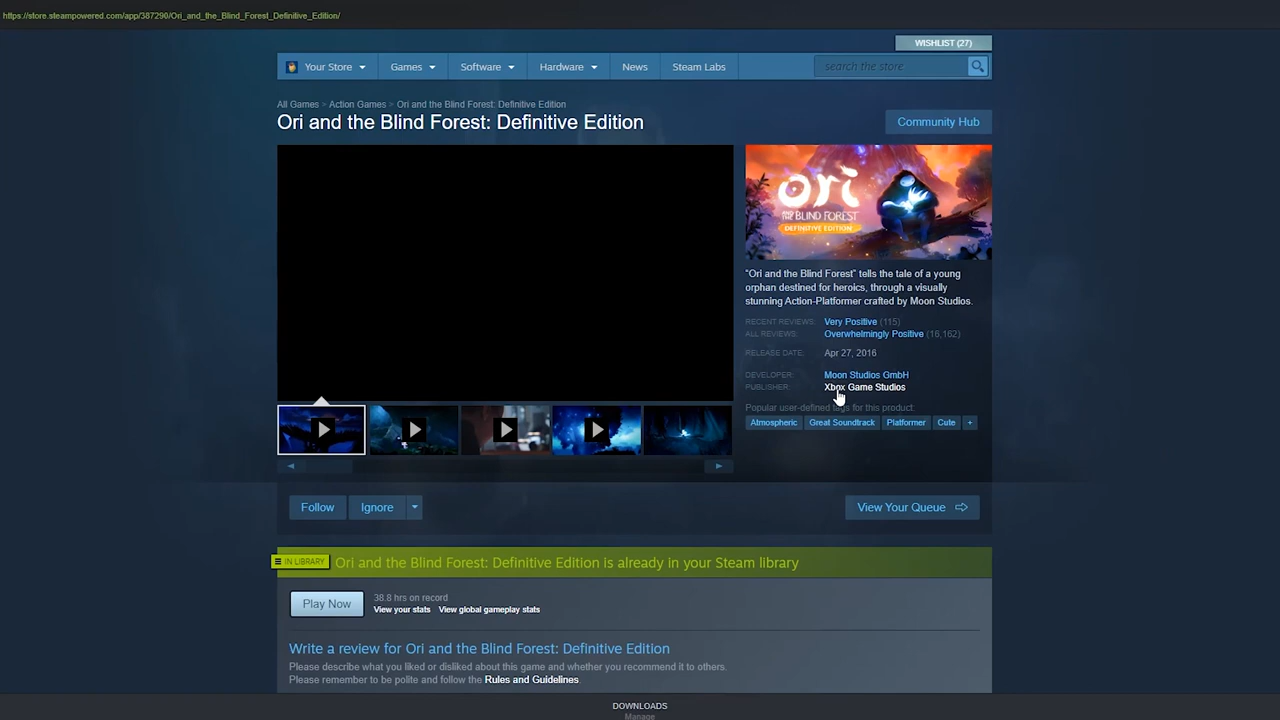 https://store.steampowered.com/app/387290/Ori_and_the_Blind_Forest_Definitive_Edition/
WISHLIST (27)
Your Store Games Software Hardware News Steam Labs search the store
All Games > Action Games > Ori and the Blind Forest: Definitive Edition
Ori and the Blind Forest: Definitive Edition
Community Hub
ori
AND THE BLIND FOREST
DEFINITIVE EDITION
"Ori and the Blind Forest" tells the tale of a young
orphan destined for heroics, through a visually
stunning Action-Platformer crafted by Moon Studios.
RECENT REVIEWS: Very Positive (115)
ALL REVIEWS: Overwhelmingly Positive (16,162)
RELEASE DATE: Apr 27, 2016
DEVELOPER: Moon Studios GmbH
PUBLISHER: Xbox Game Studios
Popular user-defined tags for this product:
Atmospheric Great Soundtrack Platformer Cute +
Follow Ignore View Your Queue
IN LIBRARY Ori and the Blind Forest: Definitive Edition is already in your Steam library
Play Now
38.8 hrs on record
View your stats View global gameplay stats
Write a review for Ori and the Blind Forest: Definitive Edition
Please describe what you liked or disliked about this game and whether you recommend it to others.
Please remember to be polite and follow the Rules and Guidelines.
DOWNLOADS
Manage